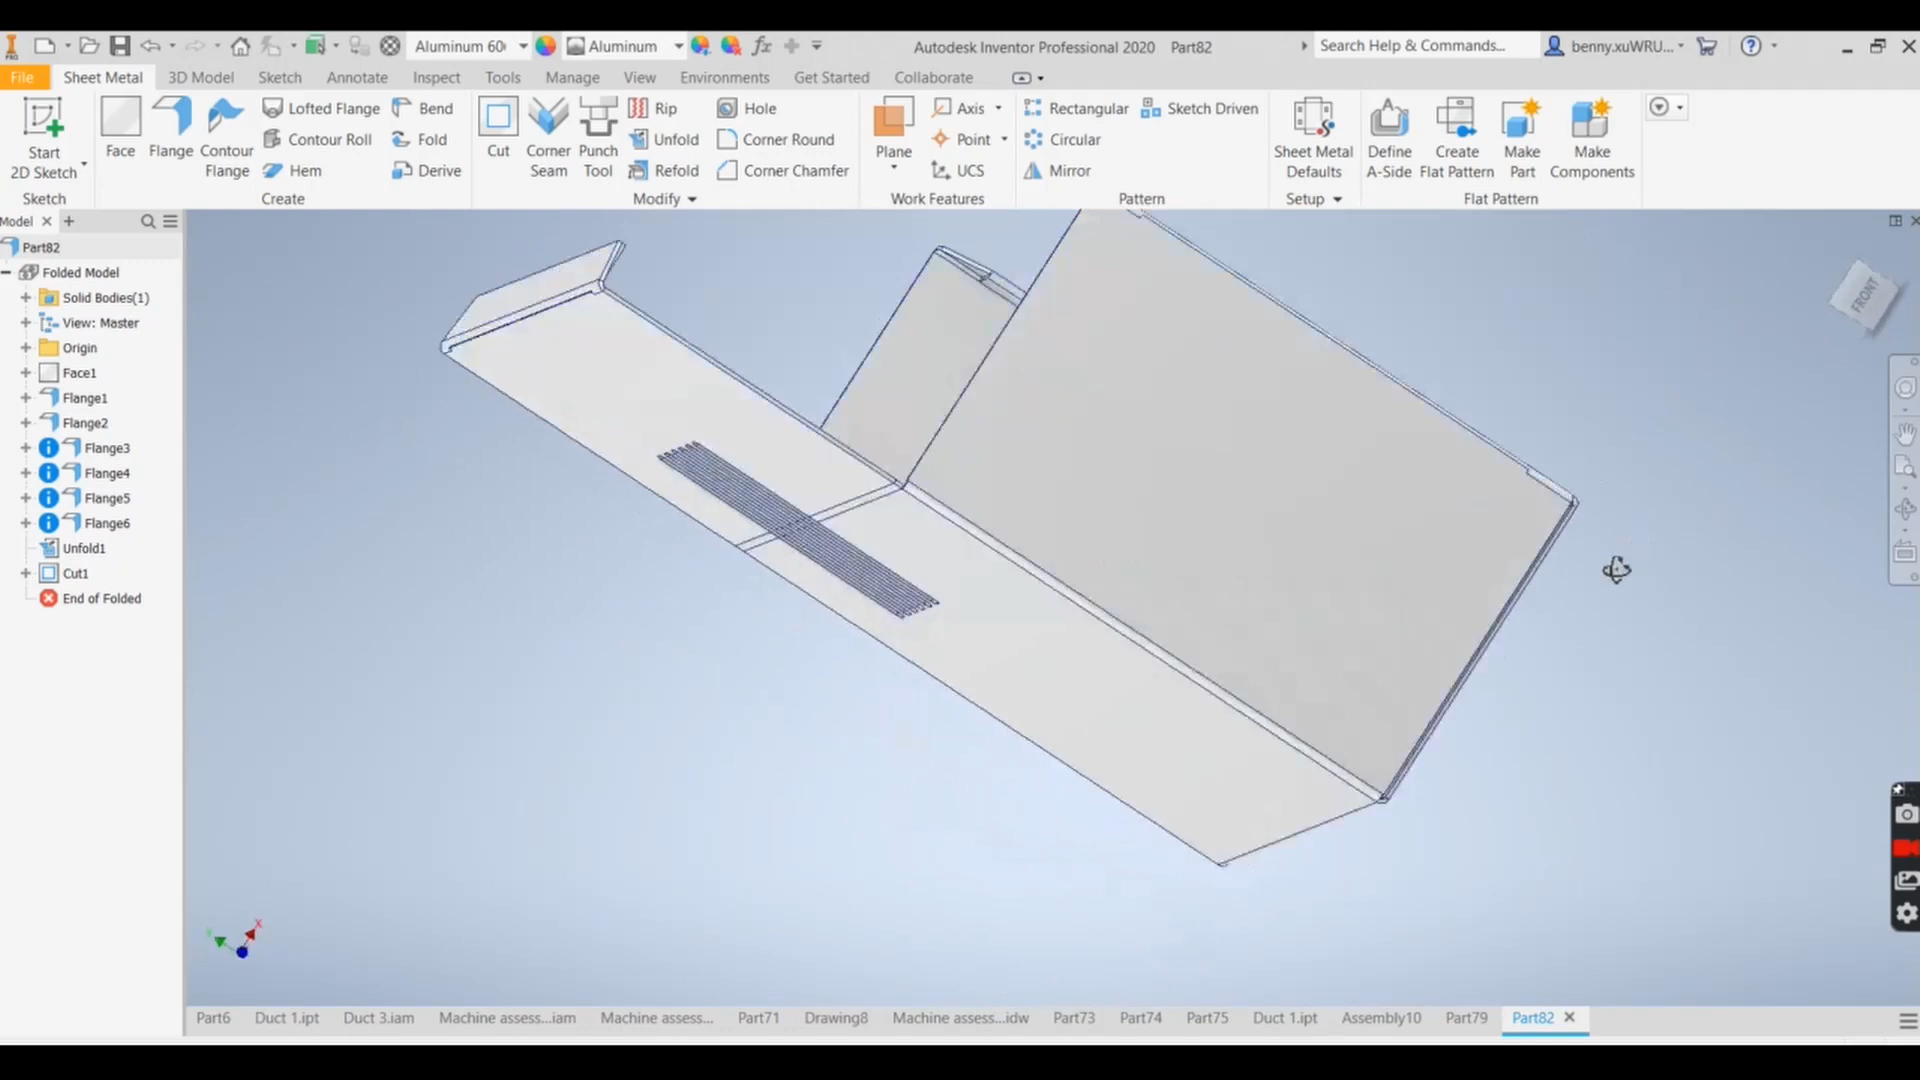 Aluminum 60
Aluminum
fx
Autodesk Inventor Professional 2020 Part82
Search Help & Commands...
benny.xuWRU...
PRO
File Sheet Metal 3D Model Sketch Annotate Inspect Tools Manage View Environments Get Started Collaborate
Start
2D Sketch
Sketch
Face
Flange
Contour
Flange
Lofted Flange
Contour Roll
Hem
Bend
Fold
Derive
Create
Cut
Corner
Seam
Punch
Tool
Rip
Unfold
Refold
Hole
Corner Round
Corner Chamfer
Modify
Plane
Axis
Point
UCS
Work Features
Rectangular
Circular
Mirror
Sketch Driven
Pattern
Sheet Metal
Defaults
Setup
Define
A-Side
Create
Flat Pattern
Make
Part
Make
Components
Flat Pattern
Model
Part82
Folded Model
Solid Bodies(1)
View: Master
Origin
Face1
Flange1
Flange2
Flange3
Flange4
Flange5
Flange6
Unfold1
Cut1
End of Folded
FRONT
X
Part6 Duct 1.ipt Duct 3.iam Machine assess...iam Machine assess... Part71 Drawing8 Machine assess...idw Part73 Part74 Part75 Duct 1.ipt Assembly10 Part79 Part82